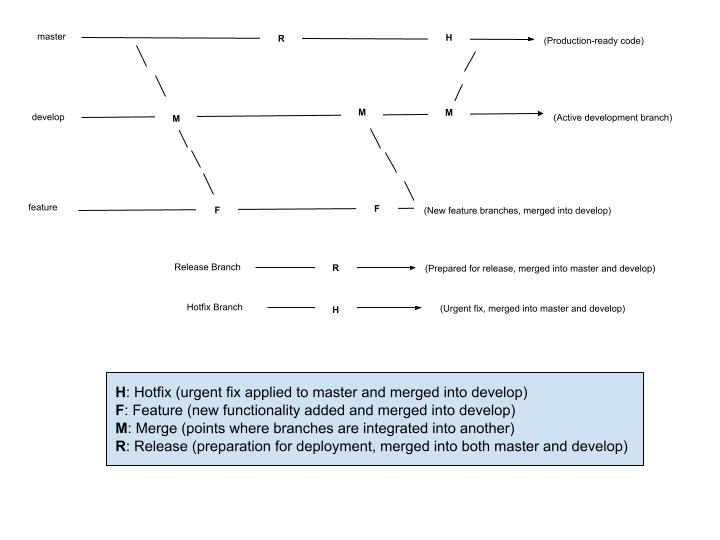 master R H (Production-ready code)
develop M M M (Active development branch)
feature F F (New feature branches, merged into develop)
Release Branch R (Prepared for release, merged into master and develop)
Hotfix Branch H (Urgent fix, merged into master and develop)
H: Hotfix (urgent fix applied to master and merged into develop)
F: Feature (new functionality added and merged into develop)
M: Merge (points where branches are integrated into another)
R: Release (preparation for deployment, merged into both master and develop)